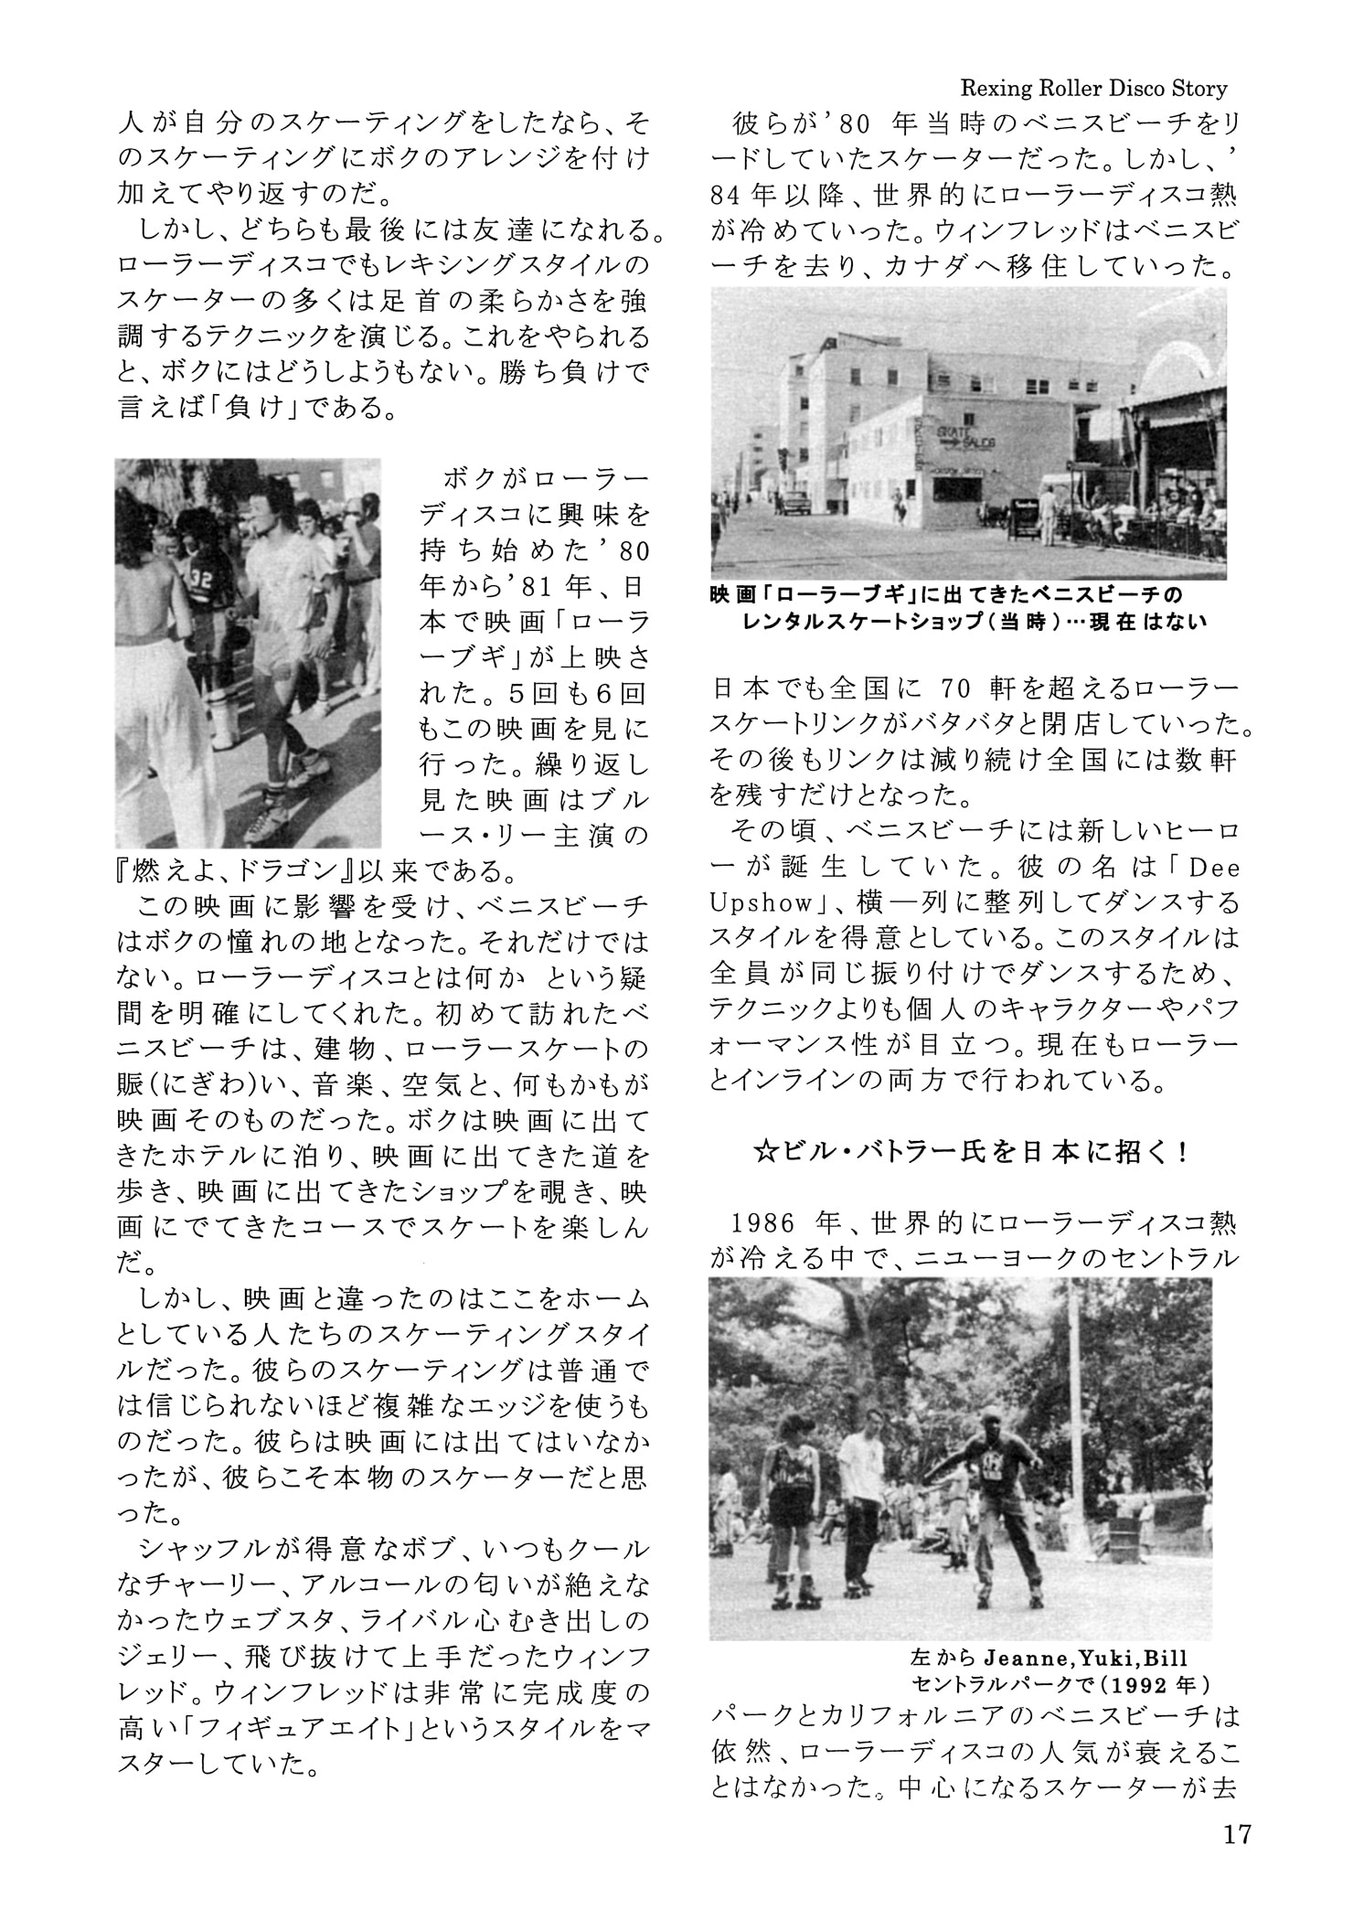 Rexing Roller Disco Story
人が自分のスケーティングをしたなら、そ
のスケーティングにボクのアレンジを付け
加えてやり返すのだ。
しかし、どちらも最後には友達になれる。
ローラーディスコでもレキシングスタイルの
スケーターの多くは足首の柔らかさを強
調するテクニックを演じる。これをやられる
と、ボクにはどうしようもない。勝ち負けで
言えば「負け」である。
32
ボクがローラー
ディスコに興味を
持ち始めた’80
年から’81年、日
本で映画「ローラ
ーブギ」が上映さ
れた。5回も6回
もこの映画を見に
行った。繰り返し
見た映画はブル
ース・リー主演の
『燃えよ、ドラゴン』以来である。
この映画に影響を受け、ベニスビーチ
はボクの憧れの地となった。それだけでは
ない。ローラーディスコとは何か という疑
間を明確にしてくれた。初めて訪れたベ
ニスビーチは、建物、ローラースケートの
賑(にぎわ)い、音楽、空気と、何もかもが
映画そのものだった。ボクは映画に出て
きたホテルに泊り、映画に出てきた道を
歩き、映画に出てきたショップを覗き、映
画にでてきたコースでスケートを楽しん
だ。
しかし、映画と違ったのはここをホーム
としている人たちのスケーティングスタイ
ルだった。彼らのスケーティングは普通で
は信じられないほど複雑なエッジを使うも
のだった。彼らは映画には出てはいなか
ったが、彼らこそ本物のスケーターだと思
った。
シャッフルが得意なボブ、いつもクール
なチャーリー、アルコールの匂いが絶えな
かったウェブスタ、ライバル心むき出しの
ジェリー、飛び抜けて上手だったウィンフ
レッド。ウィンフレッドは非常に完成度の
高い「フィギュアエイト」というスタイルをマ
スターしていた。
彼らが’80 年当時のベニスビーチをリ
ードしていたスケーターだった。しかし、’
84年以降、世界的にローラーディスコ熱
が冷めていった。ウィンフレッドはベニスビ
ーチを去り、カナダへ移住していった。
SKATE
SALES
映画「ローラーブギ」に出てきたベニスビーチの
レンタルスケートショップ(当時)…現在はない
日本でも全国に 70 軒を超えるローラー
スケートリンクがバタバタと閉店していった。
その後もリンクは減り続け全国には数軒
を残すだけとなった。
その頃、ベニスビーチには新しいヒーロ
ーが誕生していた。彼の名は「Dee
Upshow」、横一列に整列してダンスする
スタイルを得意としている。このスタイルは
全員が同じ振り付けでダンスするため、
テクニックよりも個人のキャラクターやパフ
ォーマンス性が目立つ。現在もローラー
とインラインの両方で行われている。
☆ビル・バトラー氏を日本に招く!
1986 年、世界的にローラーディスコ熱
が冷える中で、ニユーヨークのセントラル
左から Jeanne,Yuki,Bill
セントラルパークで(1992 年)
パークとカリフォルニアのベニスビーチは
依然、ローラーディスコの人気が衰えるこ
とはなかった。中心になるスケーターが去
17